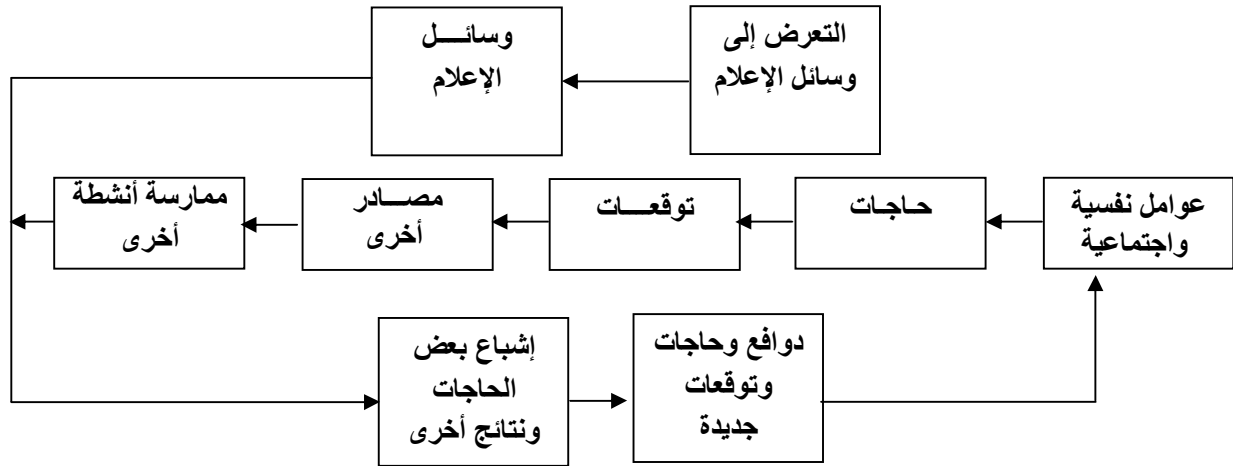 التعرض إلى
وسائل الإعلام
وسائـــل
الإعلام
عوامل نفسية
واجتماعية
حـاجـات
توقعـــات
مصـــادر
أخرى
ممارسة أنشطة
أخرى
إشباع بعض
الحاجات
ونتائج أخرى
دوافع وحاجات
وتوقعات
جديدة